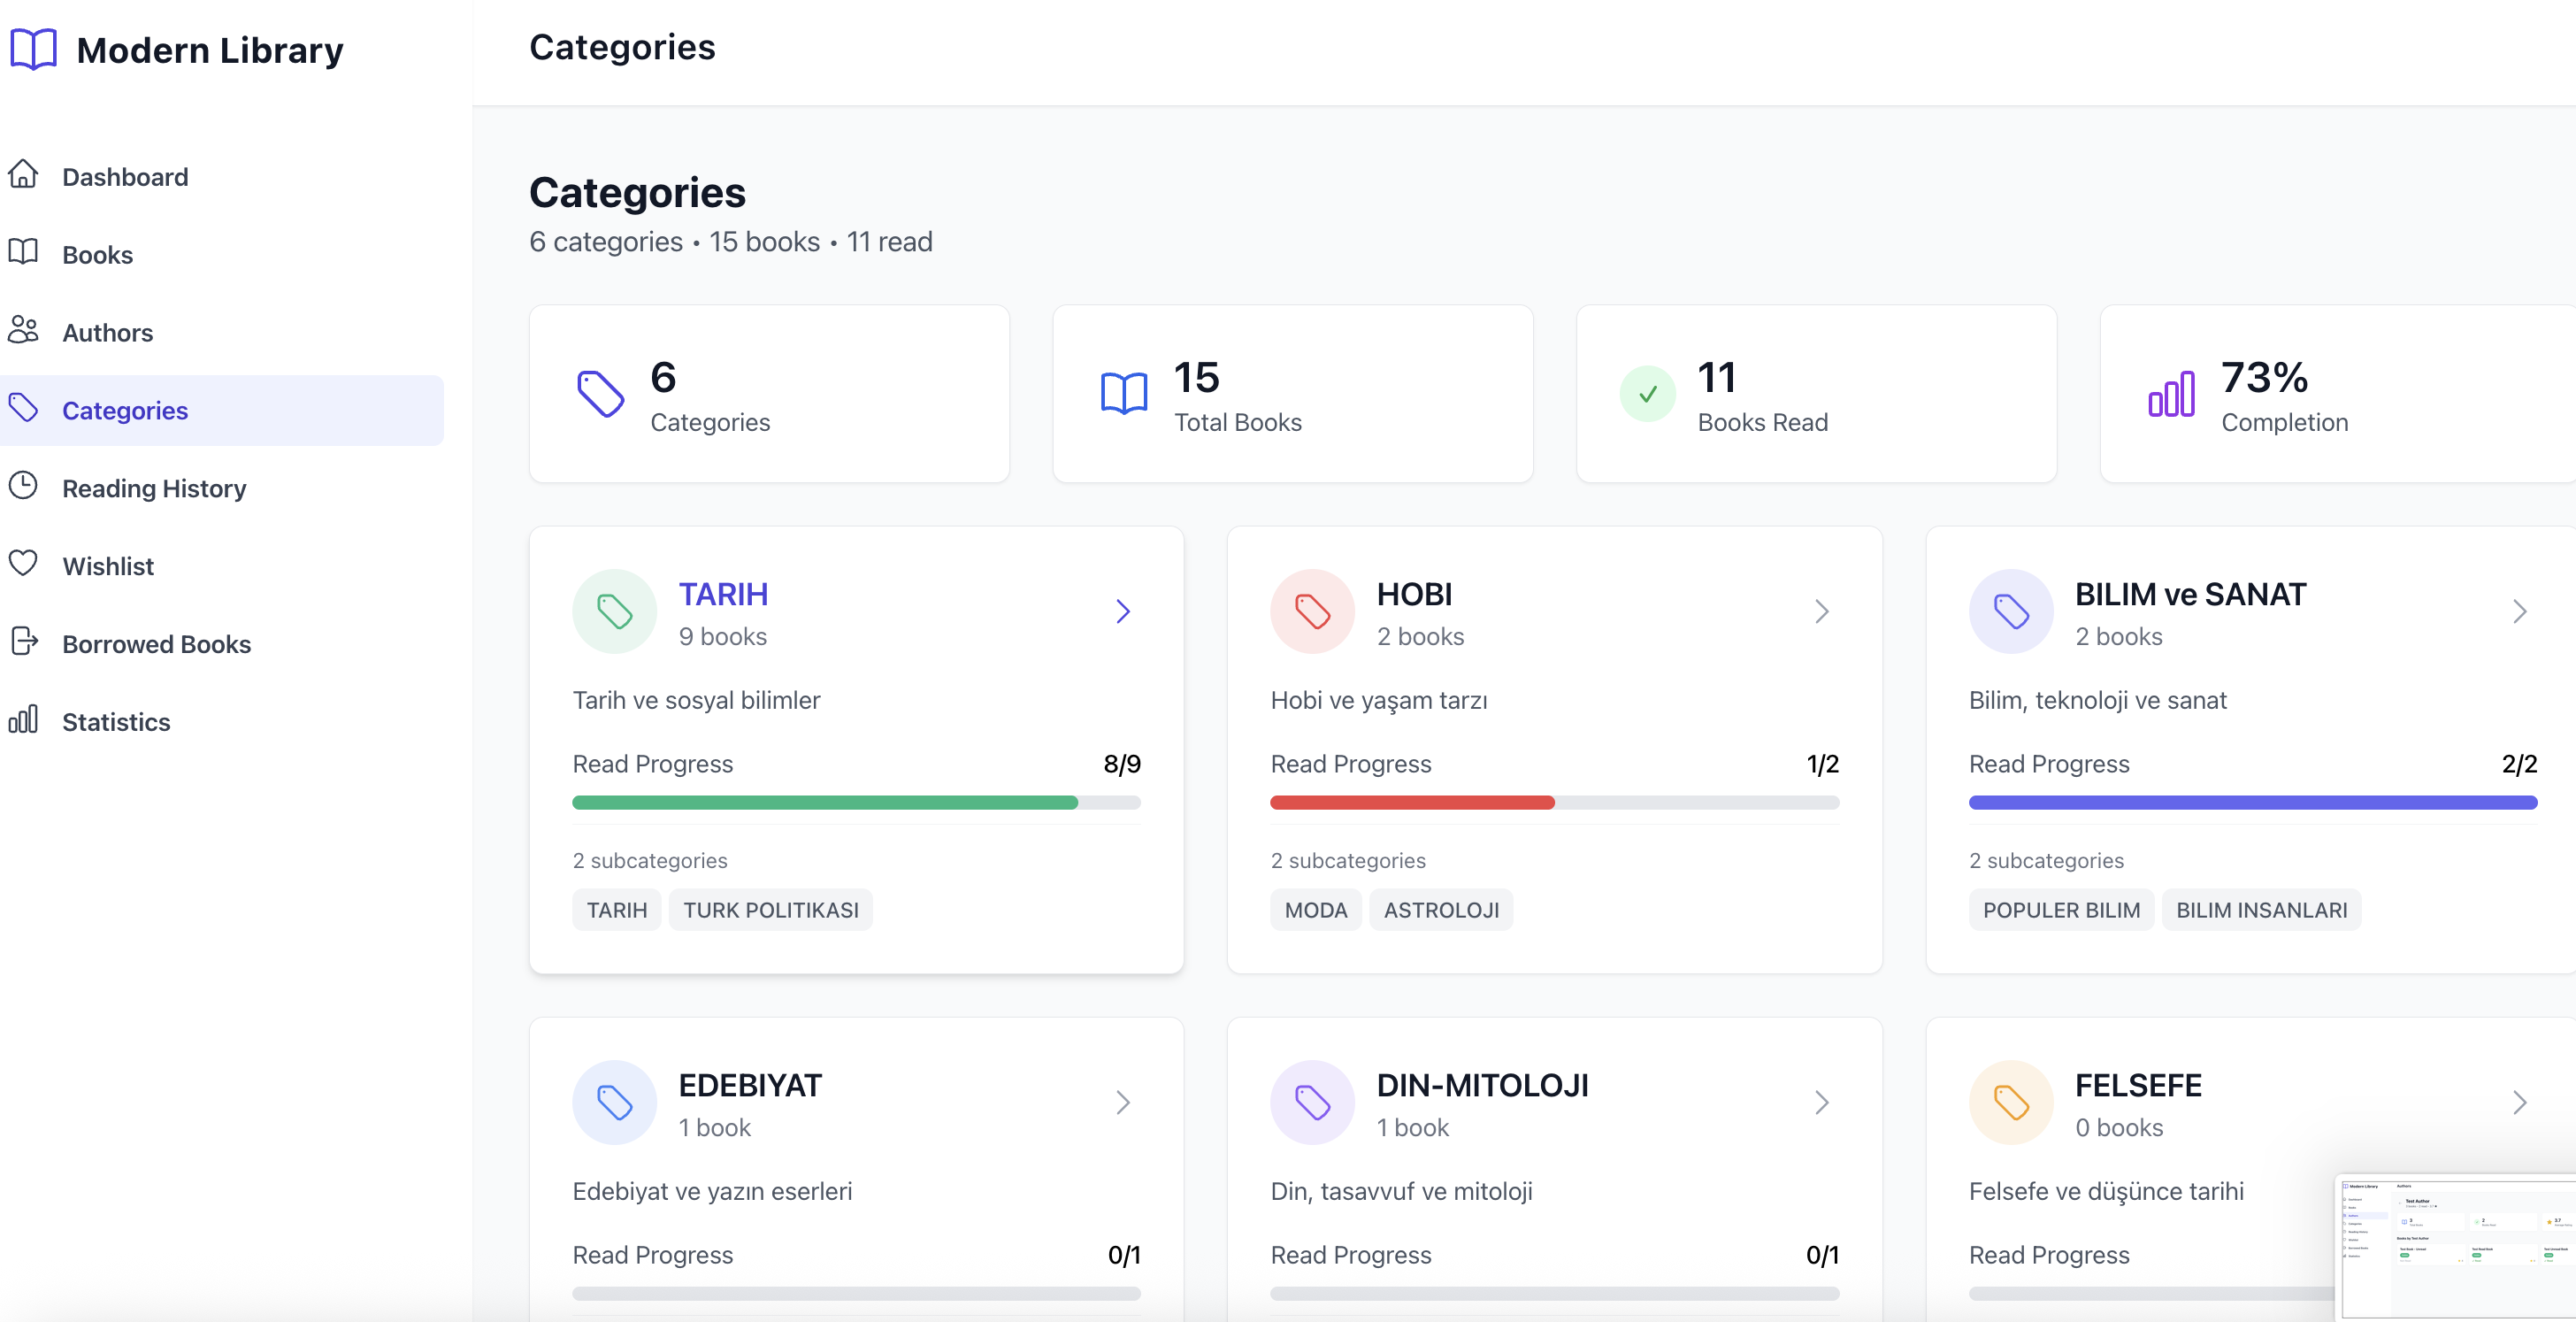 Modern Library
Dashboard
Books
Authors
Categories
Reading History
Wishlist
Borrowed Books
Statistics
Categories
Categories
6 categories • 15 books • 11 read
6
Categories
15
Total Books
11
Books Read
73%
Completion
TARIH
9 books
Tarih ve sosyal bilimler
Read Progress 8/9
2 subcategories
TARIH TURK POLITIKASI
HOBI
2 books
Hobi ve yaşam tarzı
Read Progress 1/2
2 subcategories
MODA ASTROLOJI
BILIM ve SANAT
2 books
Bilim, teknoloji ve sanat
Read Progress 2/2
2 subcategories
POPULER BILIM BILIM INSANLARI
EDEBIYAT
1 book
Edebiyat ve yazın eserleri
Read Progress 0/1
DIN-MITOLOJI
1 book
Din, tasavvuf ve mitoloji
Read Progress 0/1
FELSEFE
0 books
Felsefe ve düşünce tarihi
Read Progress
Modern Library
Authors
Test Author